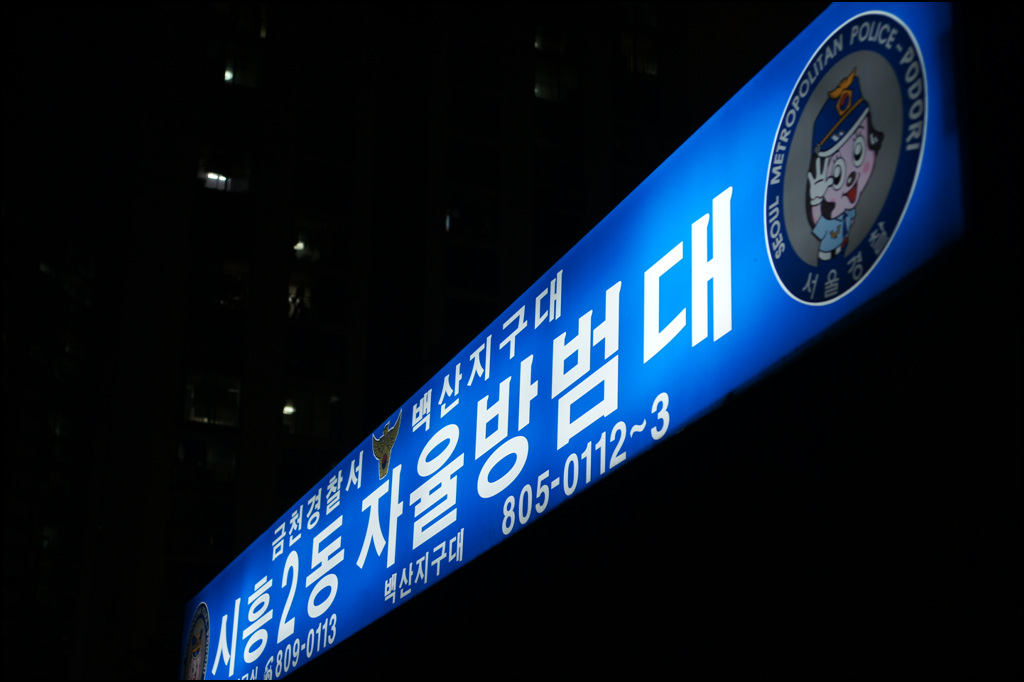 금천경찰서 백산지구대
시흥2동 자율방범대
809-0113 백산지구대 805-0112~3
SEOUL METROPOLITAN POLICE-PODORI
서울경찰